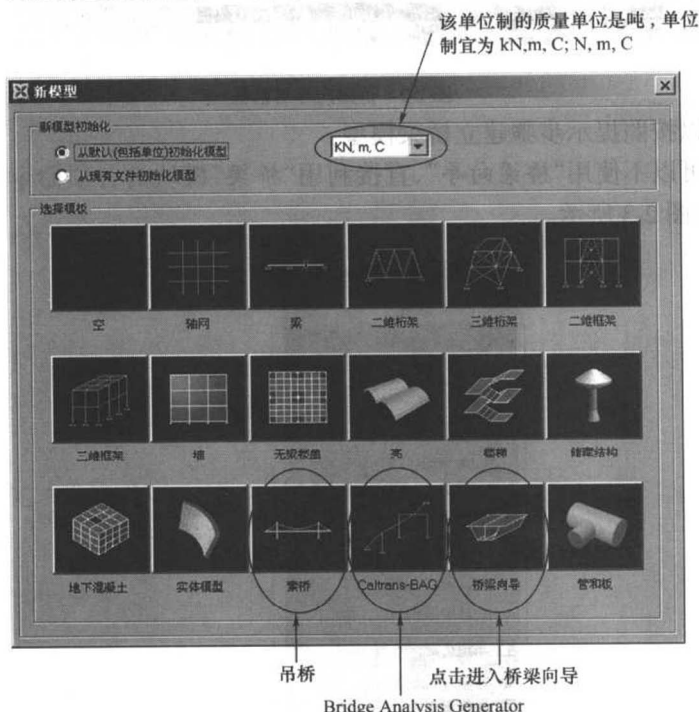 该单位制的质量单位是吨,单位
制宜为 kN,m, C; N, m, C
新模型
新模型初始化
从默认(包括单位)初始化模型
KN, m, C
从现有文件初始化模型
选择模板
空 轴网 梁 二维桁架 三维桁架 二维框架
三维框架 墙 无梁楼盖 壳 楼梯 储库结构
地下混凝土 实体模型 索桥 Caltrans-BAG 桥梁向导 管和板
吊桥
点击进入桥梁向导
Bridge Analysis Generator